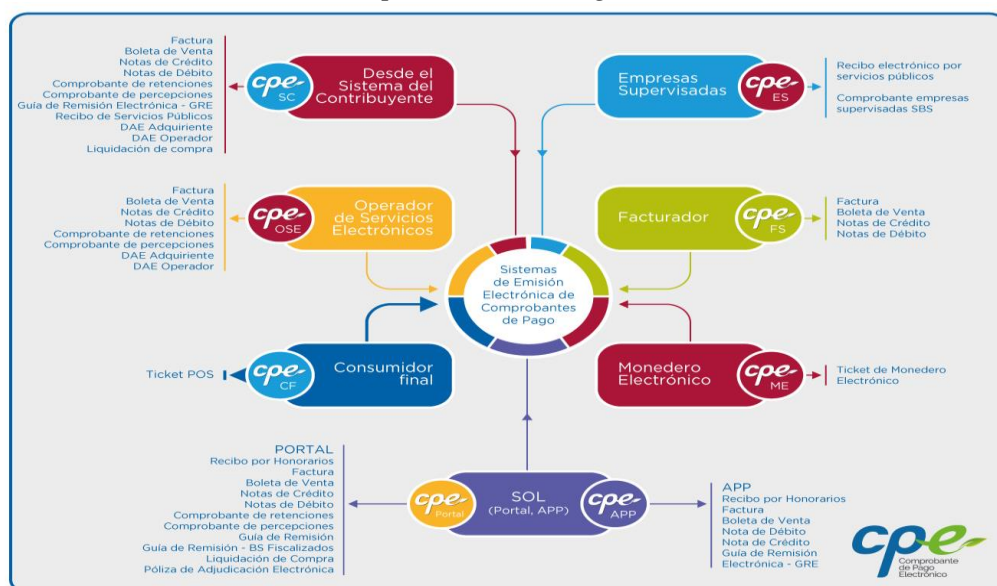 Factura
Boleta de Venta
Notas de Crédito
Notas de Débito
Comprobante de retenciones
Comprobante de percepciones
Guía de Remisión Electrónica - GRE
Recibo de Servicios Públicos
DAE Adquiriente
DAE Operador
Liquidación de compra
cpe
SC
Desde el
Sistema del
Contribuyente
Empresas
Supervisadas
cpe
ES
Recibo electrónico por
servicios públicos
Comprobante empresas
supervisadas SBS
Factura
Boleta de Venta
Notas de Crédito
Notas de Débito
Comprobante de retenciones
Comprobante de percepciones
DAE Adquiriente
DAE Operador
cpe
OSE
Operador
de Servicios
Electrónicos
Facturador
cpe
FS
Factura
Boleta de Venta
Notas de Crédito
Notas de Débito
Sistemas
de Emisión
Electrónica de
Comprobantes
de Pago
Ticket POS
cpe
CF
Consumidor
final
Monedero
Electrónico
cpe
ME
Ticket de Monedero
Electrónico
PORTAL
Recibo por Honorarios
Factura
Boleta de Venta
Notas de Crédito
Notas de Débito
Comprobante de retenciones
Comprobante de percepciones
Guía de Remisión
Guía de Remisión - BS Fiscalizados
Liquidación de Compra
Póliza de Adjudicación Electrónica
cpe
Portal
SOL
(Portal, APP)
cpe
APP
APP
Recibo por Honorarios
Factura
Boleta de Venta
Nota de Débito
Nota de Crédito
Guía de Remisión
Electrónica - GRE
cpe
Comprobante
de Pago
Electrónico